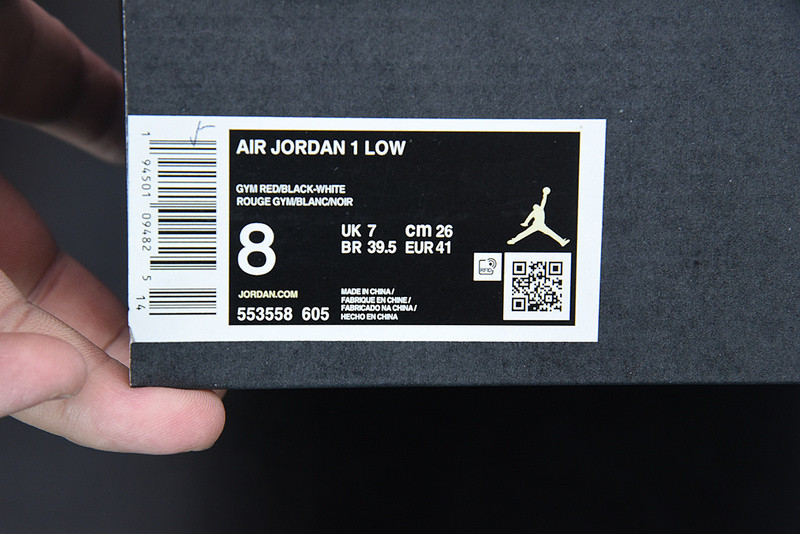 AIR JORDAN 1 LOW
GYM RED/BLACK-WHITE
ROUGE GYM/BLANC/NOIR
8
UK 7 cm 26
BR 39.5 EUR 41
RFID
JORDAN.COM
553558 605
MADE IN CHINA /
FABRIQUE EN CHINE /
FABRICADO NA CHINA /
HECHO EN CHINA
1 94501 09482 5 14